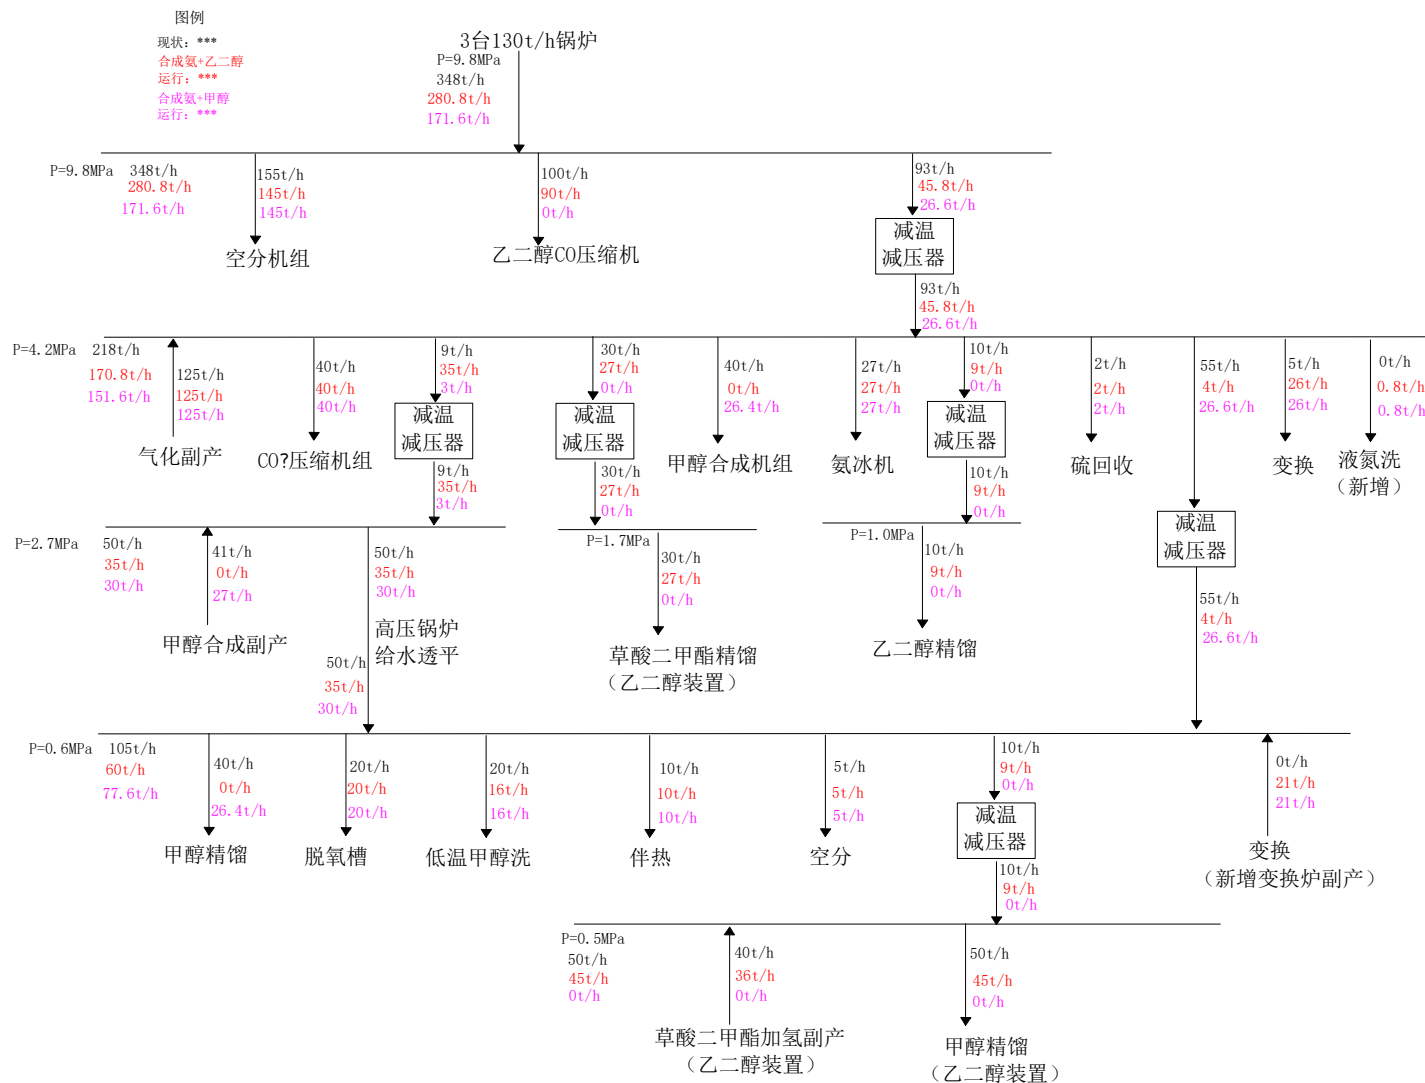 图例
现状：***
合成氨+乙二醇
运行：***
合成氨+甲醇
运行：***
3台130t/h锅炉
P=9.8MPa
348t/h
280.8t/h
171.6t/h
P=9.8MPa
348t/h
280.8t/h
171.6t/h
155t/h
145t/h
145t/h
空分机组
100t/h
90t/h
0t/h
乙二醇CO压缩机
93t/h
45.8t/h
26.6t/h
减温
减压器
93t/h
45.8t/h
26.6t/h
P=4.2MPa
218t/h
170.8t/h
151.6t/h
125t/h
125t/h
125t/h
气化副产
40t/h
40t/h
40t/h
CO?压缩机组
9t/h
35t/h
3t/h
减温
减压器
9t/h
35t/h
3t/h
30t/h
27t/h
0t/h
减温
减压器
30t/h
27t/h
0t/h
40t/h
0t/h
26.4t/h
甲醇合成机组
27t/h
27t/h
27t/h
氨冰机
10t/h
9t/h
0t/h
减温
减压器
10t/h
9t/h
0t/h
2t/h
2t/h
2t/h
硫回收
55t/h
4t/h
26.6t/h
减温
减压器
55t/h
4t/h
26.6t/h
5t/h
26t/h
26t/h
变换
0t/h
0.8t/h
0.8t/h
液氮洗
（新增）
P=2.7MPa
50t/h
35t/h
30t/h
41t/h
0t/h
27t/h
甲醇合成副产
50t/h
35t/h
30t/h
高压锅炉
给水透平
50t/h
35t/h
30t/h
P=1.7MPa
30t/h
27t/h
0t/h
草酸二甲酯精馏
（乙二醇装置）
P=1.0MPa
10t/h
9t/h
0t/h
乙二醇精馏
P=0.6MPa
105t/h
60t/h
77.6t/h
40t/h
0t/h
26.4t/h
甲醇精馏
20t/h
20t/h
20t/h
脱氧槽
20t/h
16t/h
16t/h
低温甲醇洗
10t/h
10t/h
10t/h
伴热
5t/h
5t/h
5t/h
空分
10t/h
9t/h
0t/h
减温
减压器
10t/h
9t/h
0t/h
0t/h
21t/h
21t/h
变换
（新增变换炉副产）
P=0.5MPa
50t/h
45t/h
0t/h
40t/h
36t/h
0t/h
草酸二甲酯加氢副产
（乙二醇装置）
50t/h
45t/h
0t/h
甲醇精馏
（乙二醇装置）